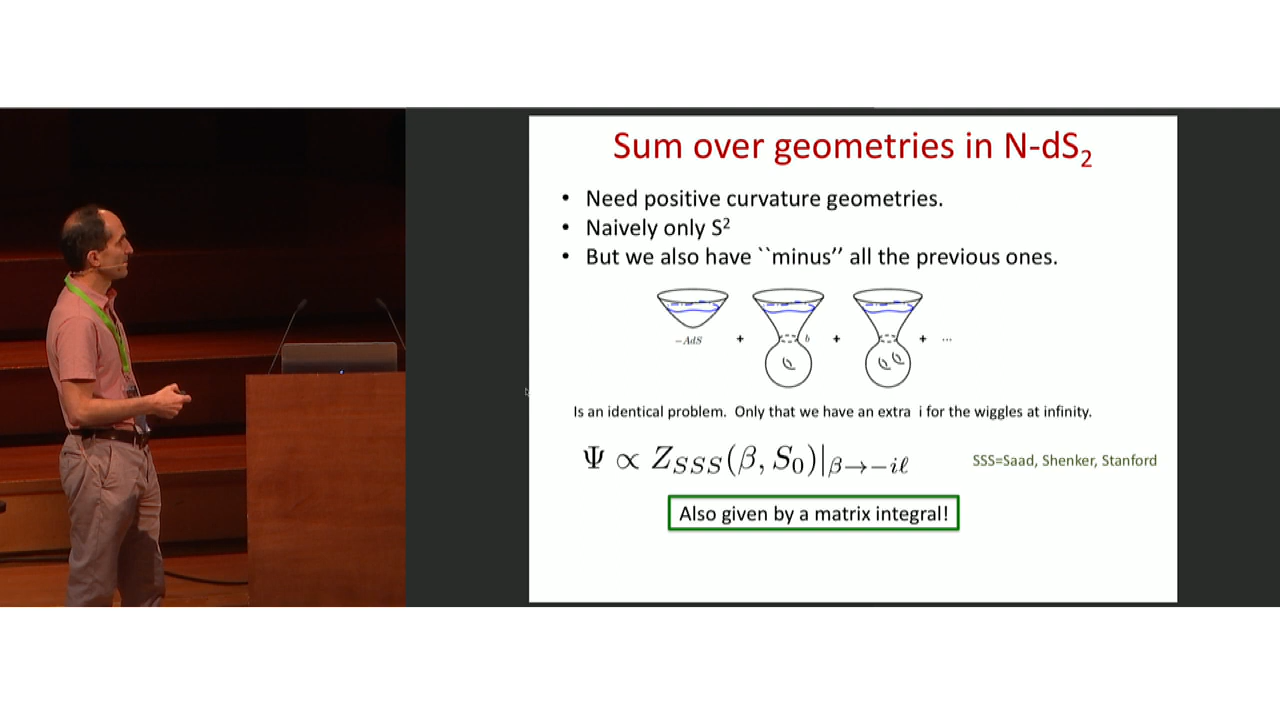 Sum over geometries in N-dS₂
• Need positive curvature geometries.
• Naively only S²
• But we also have ``minus'' all the previous ones.
−AdS + b + + ...
Is an identical problem. Only that we have an extra i for the wiggles at infinity.
Ψ ∝ Z_{SSS}(β, S₀)|_{β→−iℓ}
SSS=Saad, Shenker, Stanford
Also given by a matrix integral!